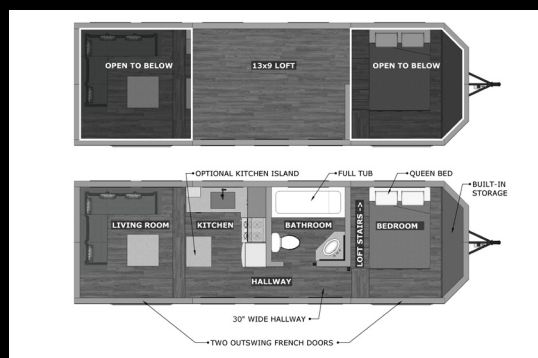 OPEN TO BELOW
13x9 LOFT
OPEN TO BELOW
OPTIONAL KITCHEN ISLAND
FULL TUB
QUEEN BED
BUILT-IN
STORAGE
LIVING ROOM
KITCHEN
BATHROOM
LOFT STAIRS ->
BEDROOM
HALLWAY
30" WIDE HALLWAY
TWO OUTSWING FRENCH DOORS